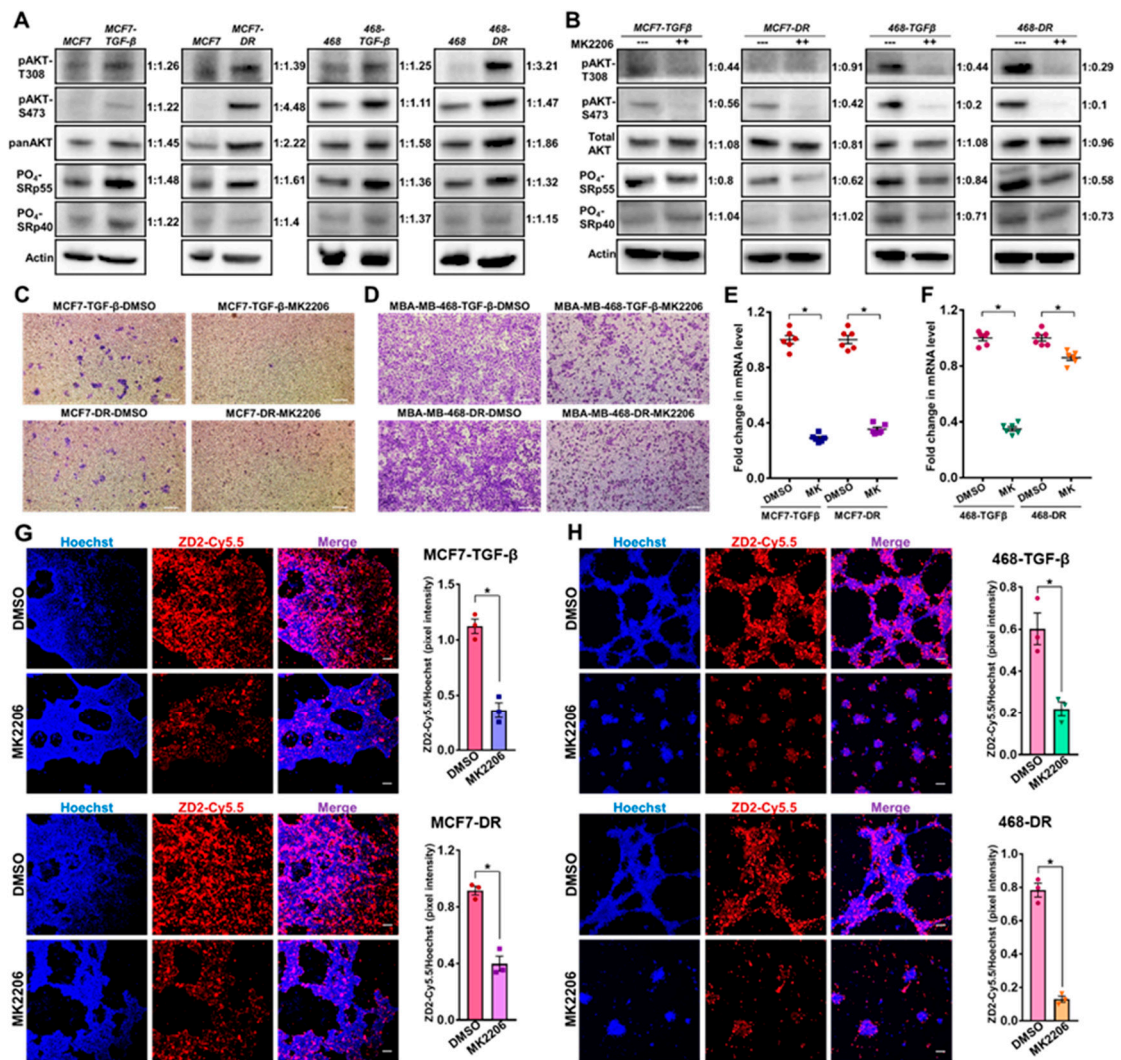 A
MCF7 MCF7-TGF-β MCF7 MCF7-DR 468 468-TGF-β 468 468-DR
pAKT-T308 1:1.26 1:1.39 1:1.25 1:3.21
pAKT-S473 1:1.22 1:4.48 1:1.11 1:1.47
panAKT 1:1.45 1:2.22 1:1.58 1:1.86
PO₄-SRp55 1:1.48 1:1.61 1:1.36 1:1.32
PO₄-SRp40 1:1.22 1:1.4 1:1.37 1:1.15
Actin
B
MCF7-TGFβ MCF7-DR 468-TGFβ 468-DR
MK2206 --- ++ --- ++ --- ++ --- ++
pAKT-T308 1:0.44 1:0.91 1:0.44 1:0.29
pAKT-S473 1:0.56 1:0.42 1:0.2 1:0.1
Total AKT 1:1.08 1:0.81 1:1.08 1:0.96
PO₄-SRp55 1:0.8 1:0.62 1:0.84 1:0.58
PO₄-SRp40 1:1.04 1:1.02 1:0.71 1:0.73
Actin
C
MCF7-TGF-β-DMSO MCF7-TGF-β-MK2206
MCF7-DR-DMSO MCF7-DR-MK2206
D
MBA-MB-468-TGF-β-DMSO MBA-MB-468-TGF-β-MK2206
MBA-MB-468-DR-DMSO MBA-MB-468-DR-MK2206
E
Fold change in mRNA level
1.2
0.8
0.4
0.0
* *
DMSO MK DMSO MK
MCF7-TGFβ MCF7-DR
F
Fold change in mRNA level
1.2
0.8
0.4
0.0
* *
DMSO MK DMSO MK
468-TGFβ 468-DR
G
Hoechst ZD2-Cy5.5 Merge
DMSO
MK2206
MCF7-TGF-β
ZD2-Cy5.5/Hoechst (pixel intensity)
1.5
1.0
0.5
0.0
*
DMSO MK2206
Hoechst ZD2-Cy5.5 Merge
DMSO
MK2206
MCF7-DR
ZD2-Cy5.5/Hoechst (pixel intensity)
1.2
0.8
0.4
0.0
*
DMSO MK2206
H
Hoechst ZD2-Cy5.5 Merge
DMSO
MK2206
468-TGF-β
ZD2-Cy5.5/Hoechst (pixel intensity)
0.8
0.6
0.4
0.2
0.0
*
DMSO MK2206
Hoechst ZD2-Cy5.5 Merge
DMSO
MK2206
468-DR
ZD2-Cy5.5/Hoechst (pixel intensity)
1.0
0.8
0.6
0.4
0.2
0.0
*
DMSO MK2206